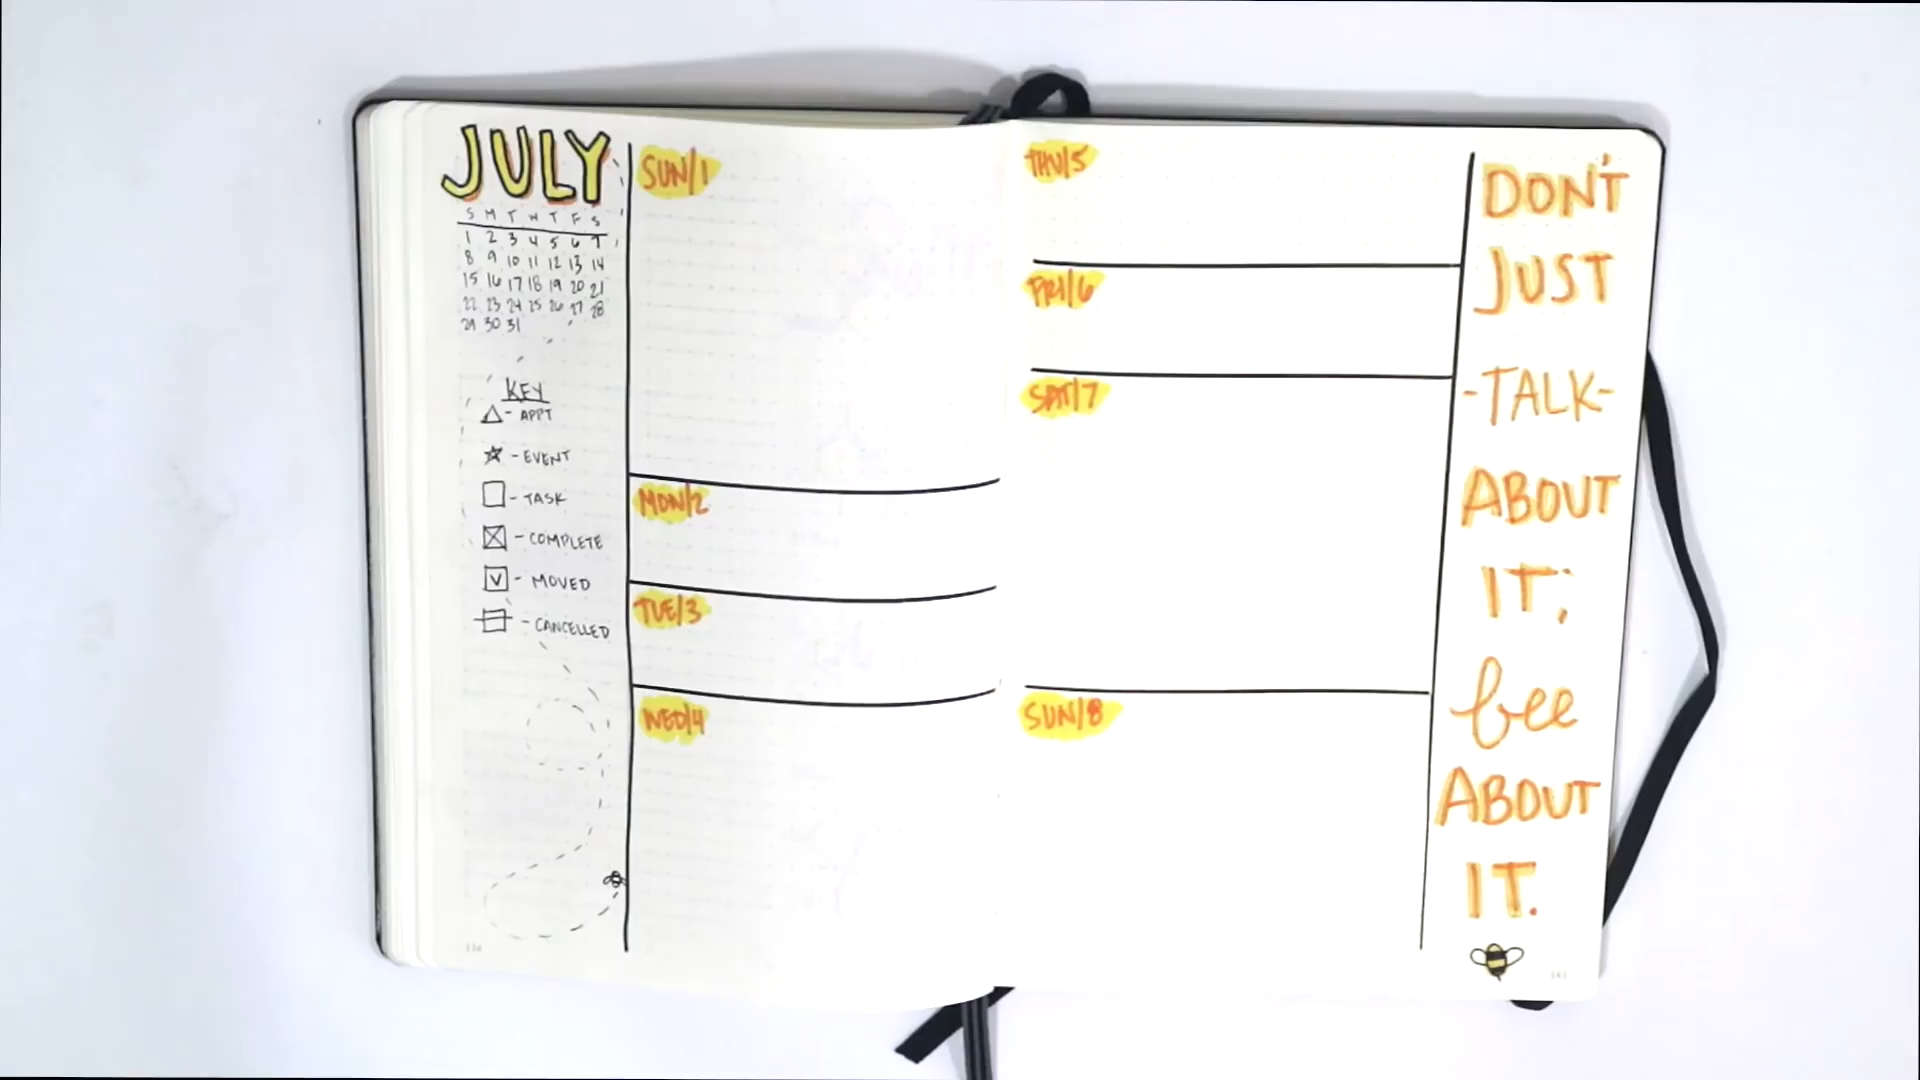 JULY
S M T W T F S
1 2 3 4 5 6 7
8 9 10 11 12 13 14
15 16 17 18 19 20 21
22 23 24 25 26 27 28
29 30 31
KEY
- APPT
- EVENT
- TASK
- COMPLETE
- MOVED
- CANCELLED
SUN/1
MON/2
TUE/3
WED/4
THU/5
FRI/6
SAT/7
SUN/8
DON'T
JUST
-TALK-
ABOUT
IT;
bee
ABOUT
IT.